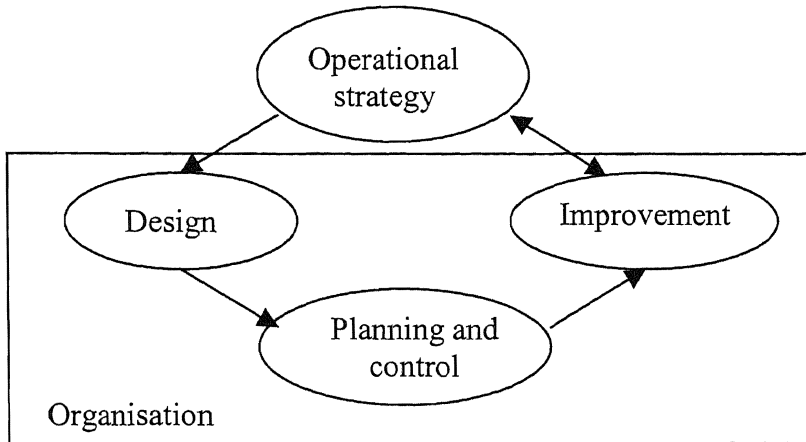 Operational
strategy
Design
Improvement
Planning and
control
Organisation